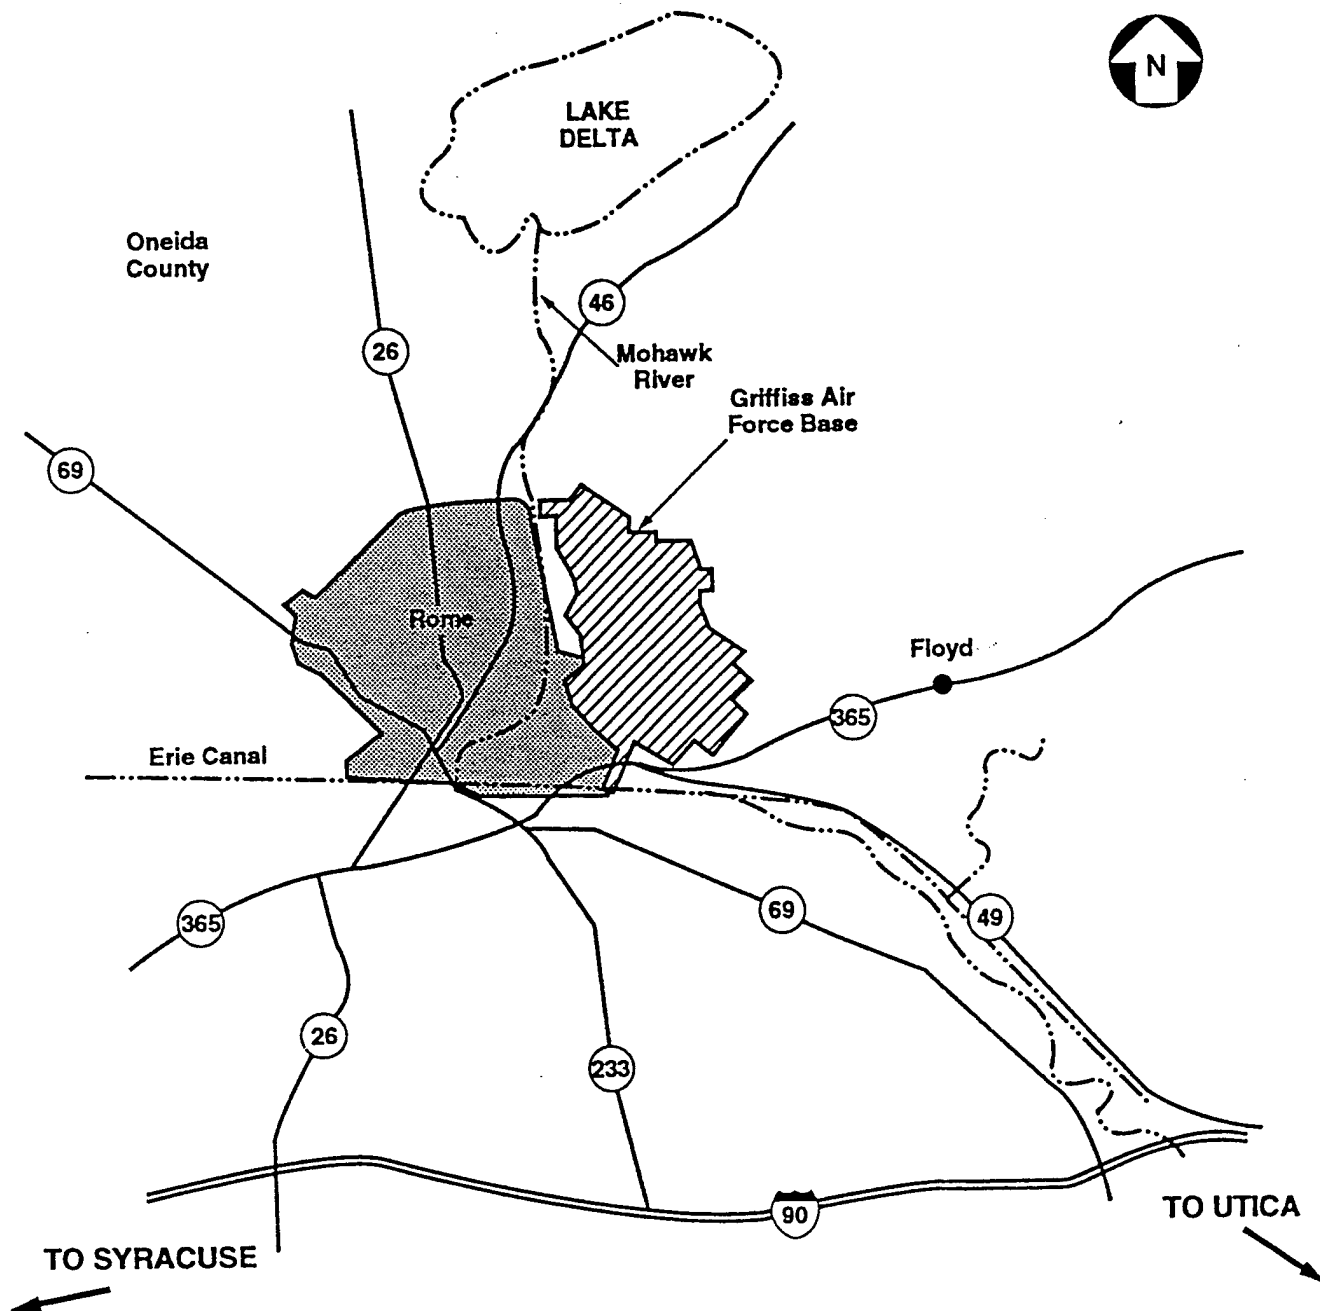 N
LAKE
DELTA
Oneida
County
46
26
Mohawk
River
Griffiss Air
Force Base
69
Rome
Floyd
365
Erie Canal
365
69
49
26
233
90
TO UTICA
TO SYRACUSE